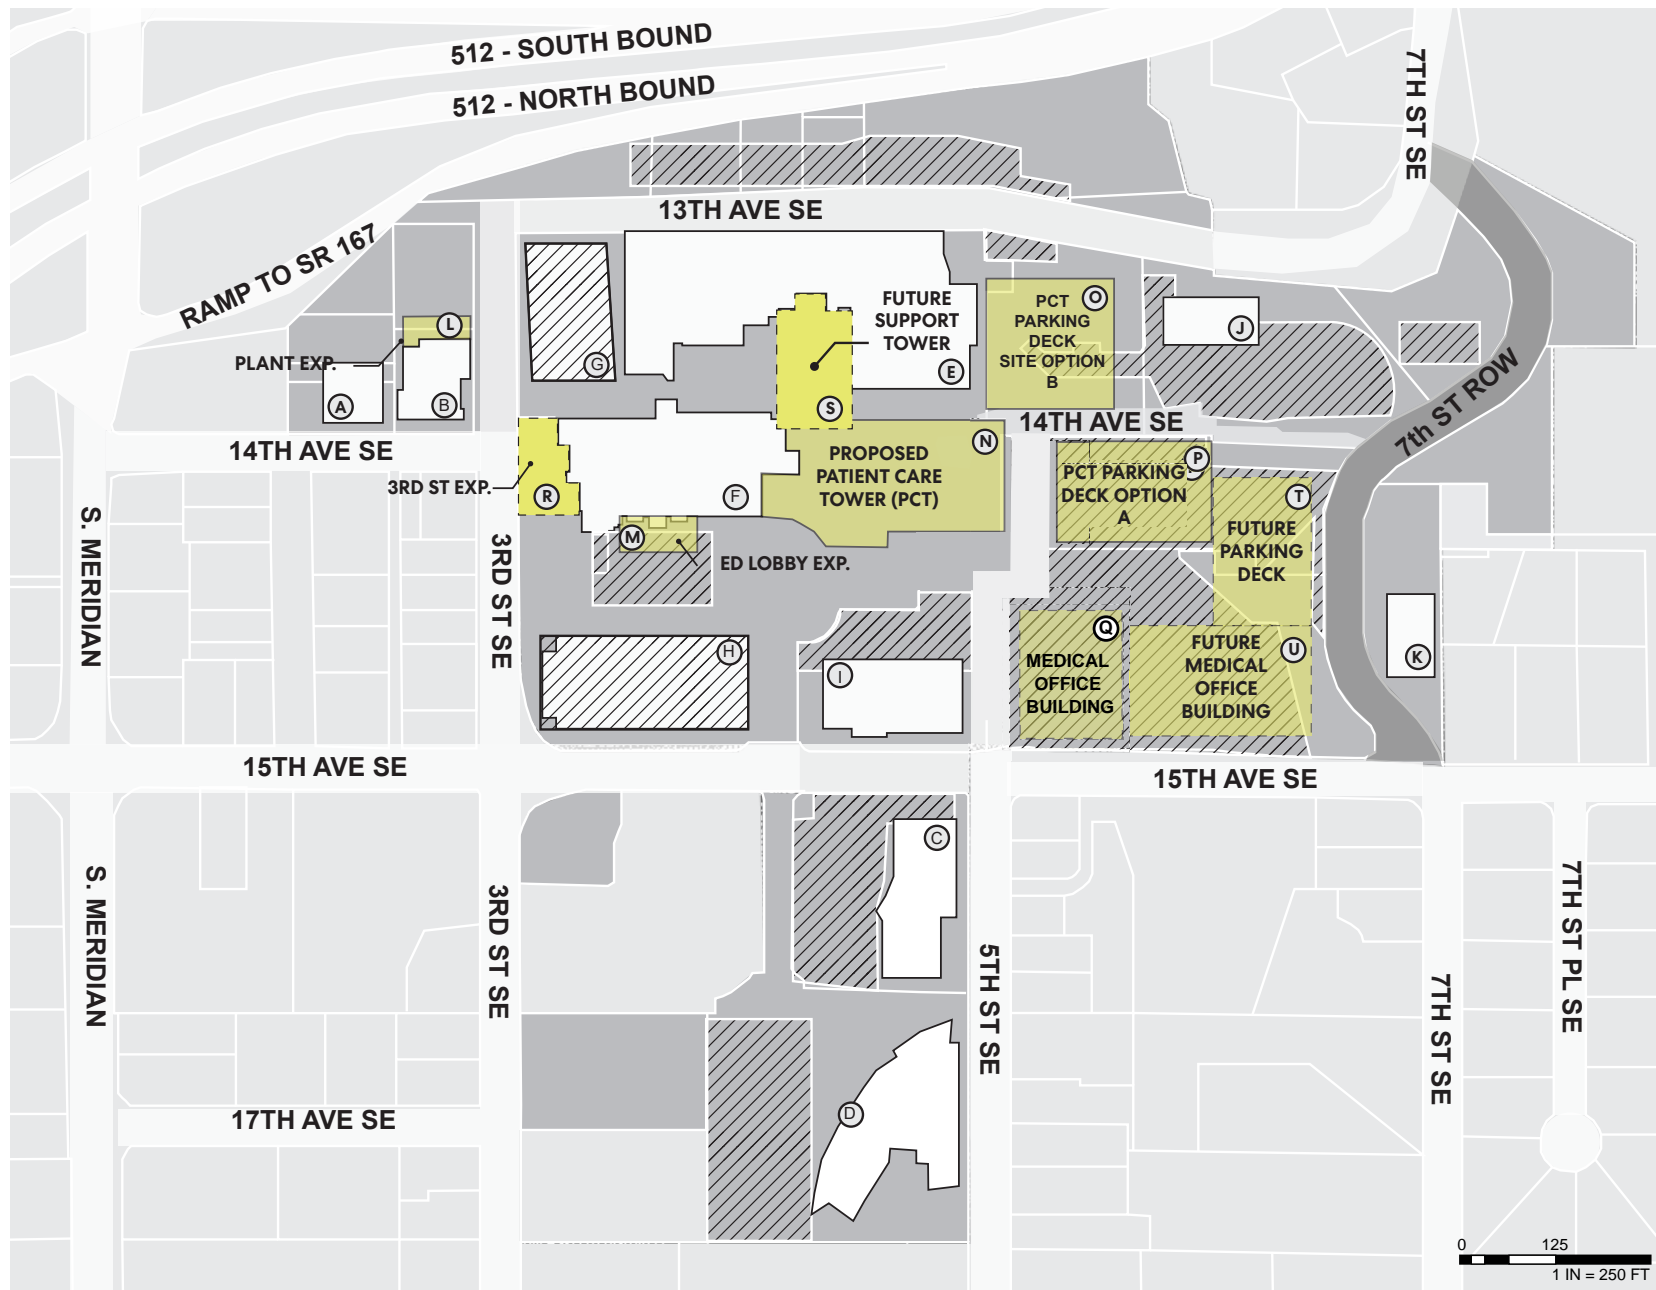 512 - SOUTH BOUND
512 - NORTH BOUND
7TH ST SE
13TH AVE SE
RAMP TO SR 167
L
PLANT EXP.
A
B
G
FUTURE
SUPPORT
TOWER
E
S
PCT
PARKING
DECK
SITE OPTION
B
O
J
14TH AVE SE
14TH AVE SE
7th ST ROW
3RD ST EXP.
R
F
PROPOSED
PATIENT CARE
TOWER (PCT)
N
PCT PARKING
DECK OPTION
A
P
T
FUTURE
PARKING
DECK
M
ED LOBBY EXP.
S. MERIDIAN
3RD ST SE
H
I
Q
MEDICAL
OFFICE
BUILDING
FUTURE
MEDICAL
OFFICE
BUILDING
U
K
15TH AVE SE
15TH AVE SE
C
S. MERIDIAN
3RD ST SE
5TH ST SE
7TH ST SE
7TH ST PL SE
D
17TH AVE SE
0 125
1 IN = 250 FT